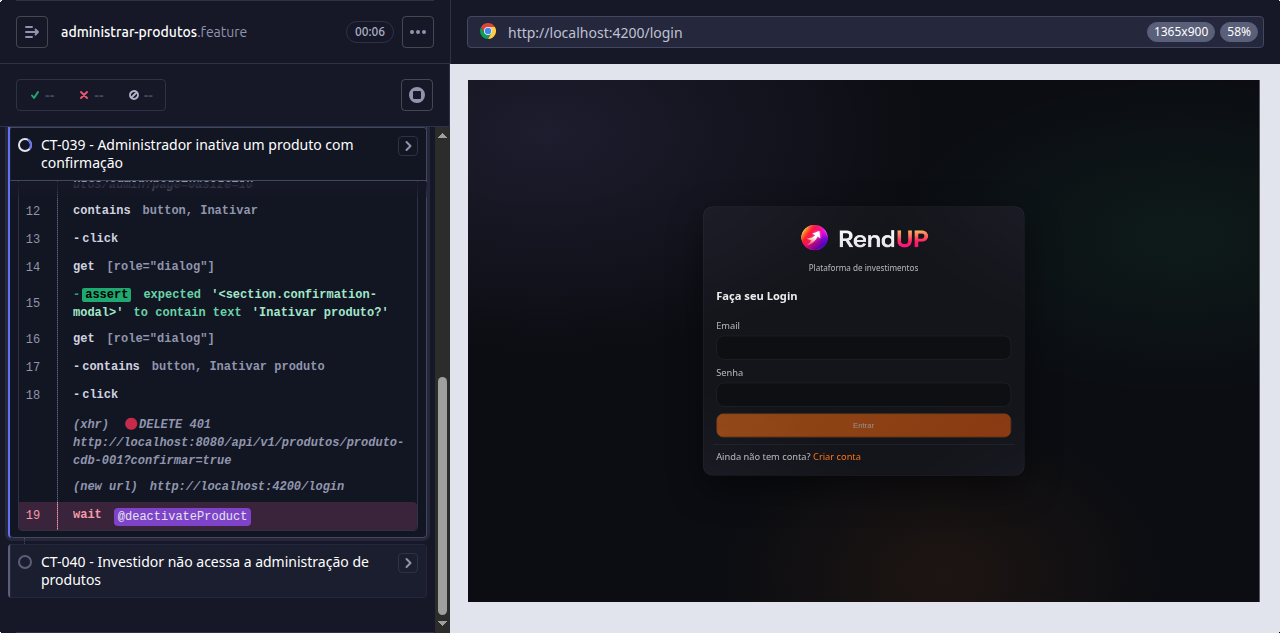 administrar-produtos.feature
00:06
http://localhost:4200/login
1365x900
58%
--
--
--
CT-039 - Administrador inativa um produto com
confirmação
12 contains button, Inativar
13 -click
14 get [role="dialog"]
15 -assert expected '<section.confirmation-
modal>' to contain text 'Inativar produto?'
16 get [role="dialog"]
17 -contains button, Inativar produto
18 -click
(xhr) DELETE 401
http://localhost:8080/api/v1/produtos/produto-
cdb-001?confirmar=true
(new url) http://localhost:4200/login
19 wait @deactivateProduct
CT-040 - Investidor não acessa a administração de
produtos
RendUP
Plataforma de investimentos
Faça seu Login
Email
Senha
Entrar
Ainda não tem conta? Criar conta